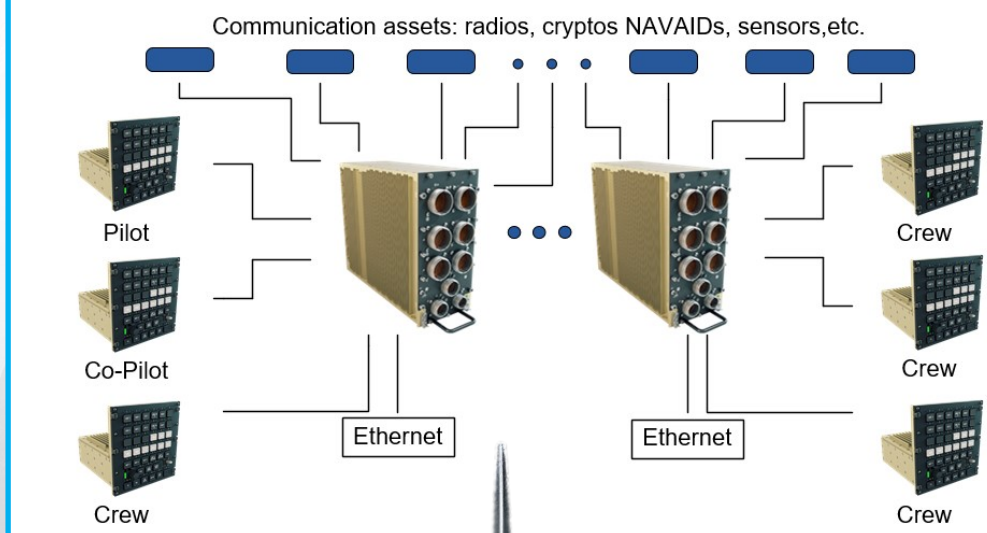 Communication assets: radios, cryptos NAVAIDs, sensors,etc.
Pilot
Crew
Co-Pilot
Crew
Ethernet
Ethernet
Crew
Crew